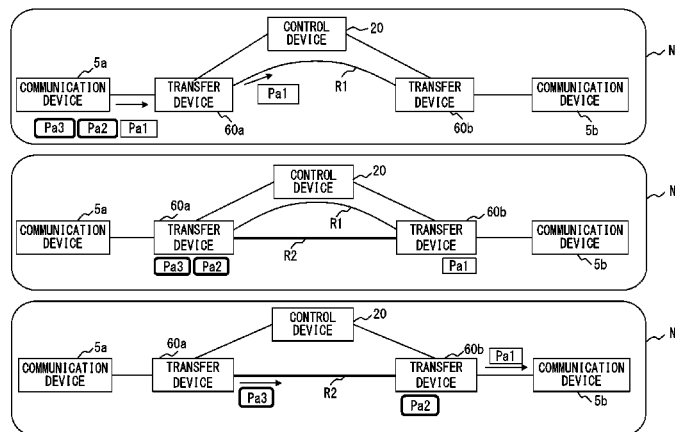 CONTROL
DEVICE
20
N
5a
COMMUNICATION
DEVICE
TRANSFER
DEVICE
60a
Pa1
R1
TRANSFER
DEVICE
60b
COMMUNICATION
DEVICE
5b
Pa3 Pa2 Pa1
CONTROL
DEVICE
20
N
5a
COMMUNICATION
DEVICE
60a
TRANSFER
DEVICE
Pa3 Pa2
R1
R2
60b
TRANSFER
DEVICE
Pa1
COMMUNICATION
DEVICE
5b
CONTROL
DEVICE
20
N
5a
COMMUNICATION
DEVICE
60a
TRANSFER
DEVICE
Pa3
R2
60b
TRANSFER
DEVICE
Pa2
Pa1
COMMUNICATION
DEVICE
5b